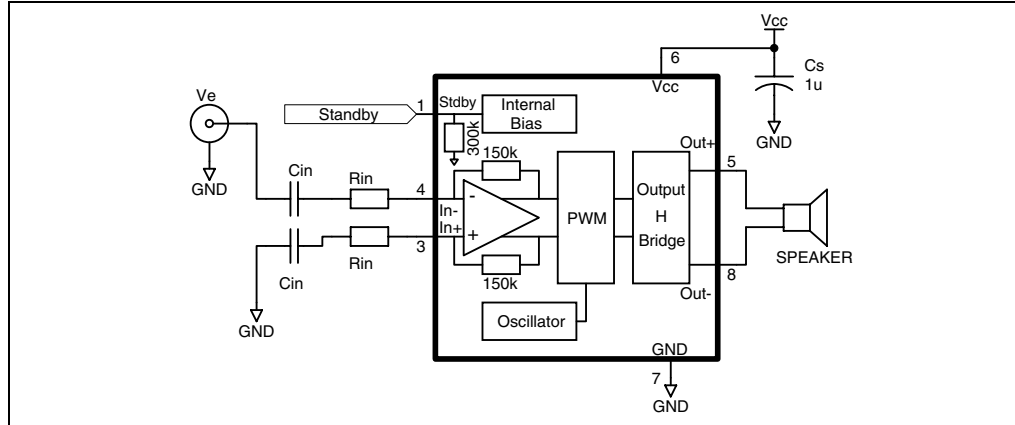 Vcc
6
Cs
1u
Vcc
GND
Ve
Standby
1
Stdby
Internal
Bias
300k
GND
150k
Out+
5
Cin
Rin
4
-
In-
In+
+
PWM
Output
H
Bridge
3
Rin
Cin
150k
SPEAKER
8
Out-
Oscillator
GND
GND
7
GND